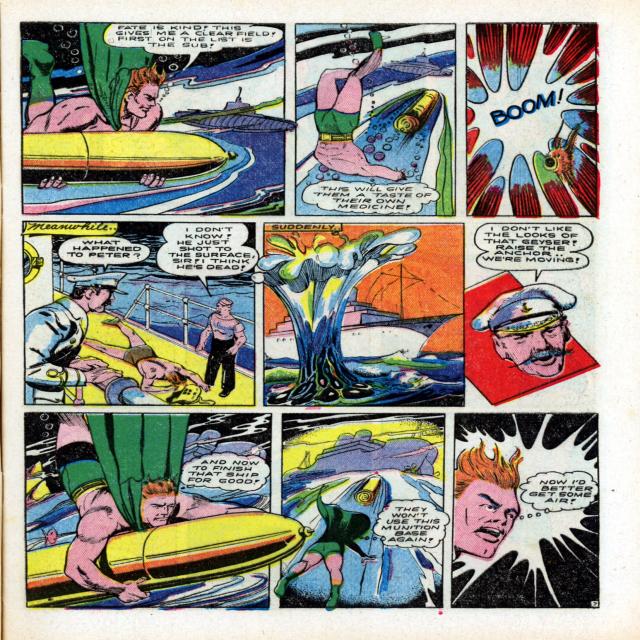 FATE IS KIND! THIS
GIVES ME A CLEAR FIELD!
FIRST ON THE LIST IS
THE SUB!
THIS WILL GIVE
THEM A TASTE OF
THEIR OWN
MEDICINE!
BOOM!
Meanwhile..
WHAT
HAPPENED
TO PETER?
I DON'T
KNOW!
HE JUST
SHOT TO
THE SURFACE,
SIR! I THINK
HE'S DEAD!
SUDDENLY..
I DON'T LIKE
THE LOOKS OF
THAT GEYSER!
RAISE THE
ANCHOR..
WE'RE MOVING!
AND NOW
TO FINISH
THAT SHIP
FOR GOOD!
THEY
WON'T
USE THIS
MUNITION
BASE
AGAIN!
NOW I'D
BETTER
GET SOME
AIR!